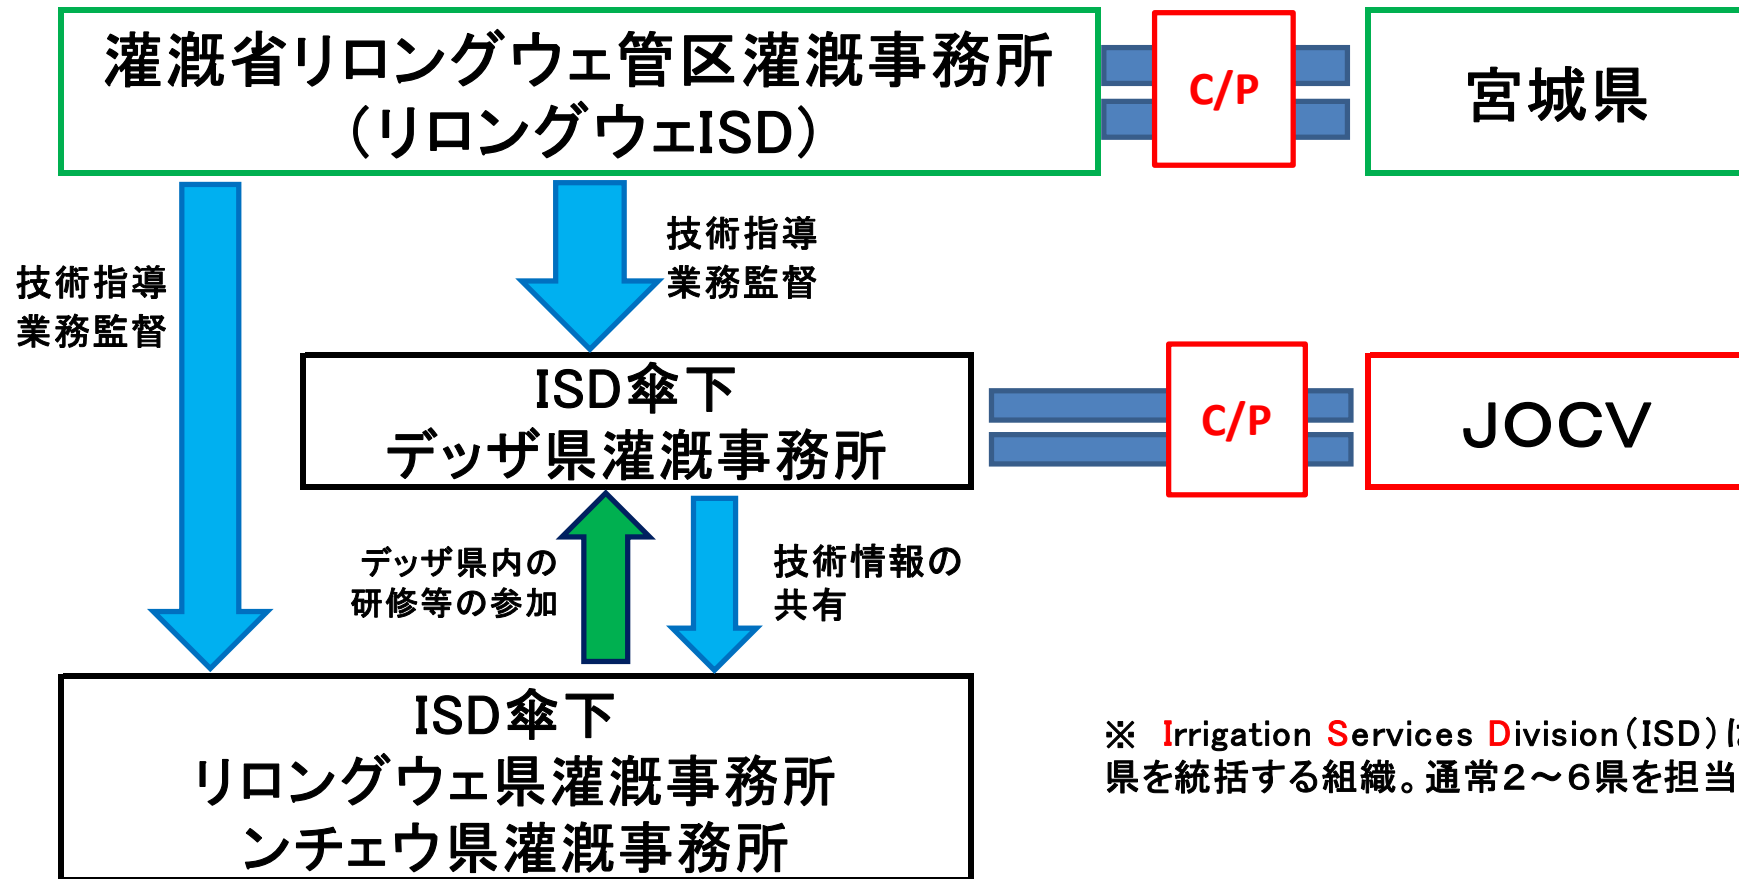 灌漑省リロングウェ管区灌漑事務所
（リロングウェISD）
C/P
宮城県
技術指導
業務監督
技術指導
業務監督
ISD傘下
デッザ県灌漑事務所
C/P
JOCV
デッザ県内の
研修等の参加
技術情報の
共有
ISD傘下
リロングウェ県灌漑事務所
ンチェウ県灌漑事務所
※ Irrigation Services Division（ISD）は
県を統括する組織。通常２～６県を担当